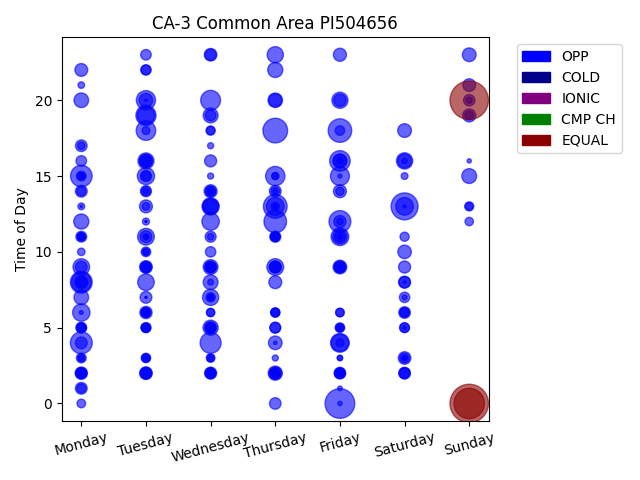 CA-3 Common Area PI504656
OPP
COLD
IONIC
CMP CH
EQUAL
Time of Day
20
15
10
5
0
Monday Tuesday Wednesday Thursday Friday Saturday Sunday